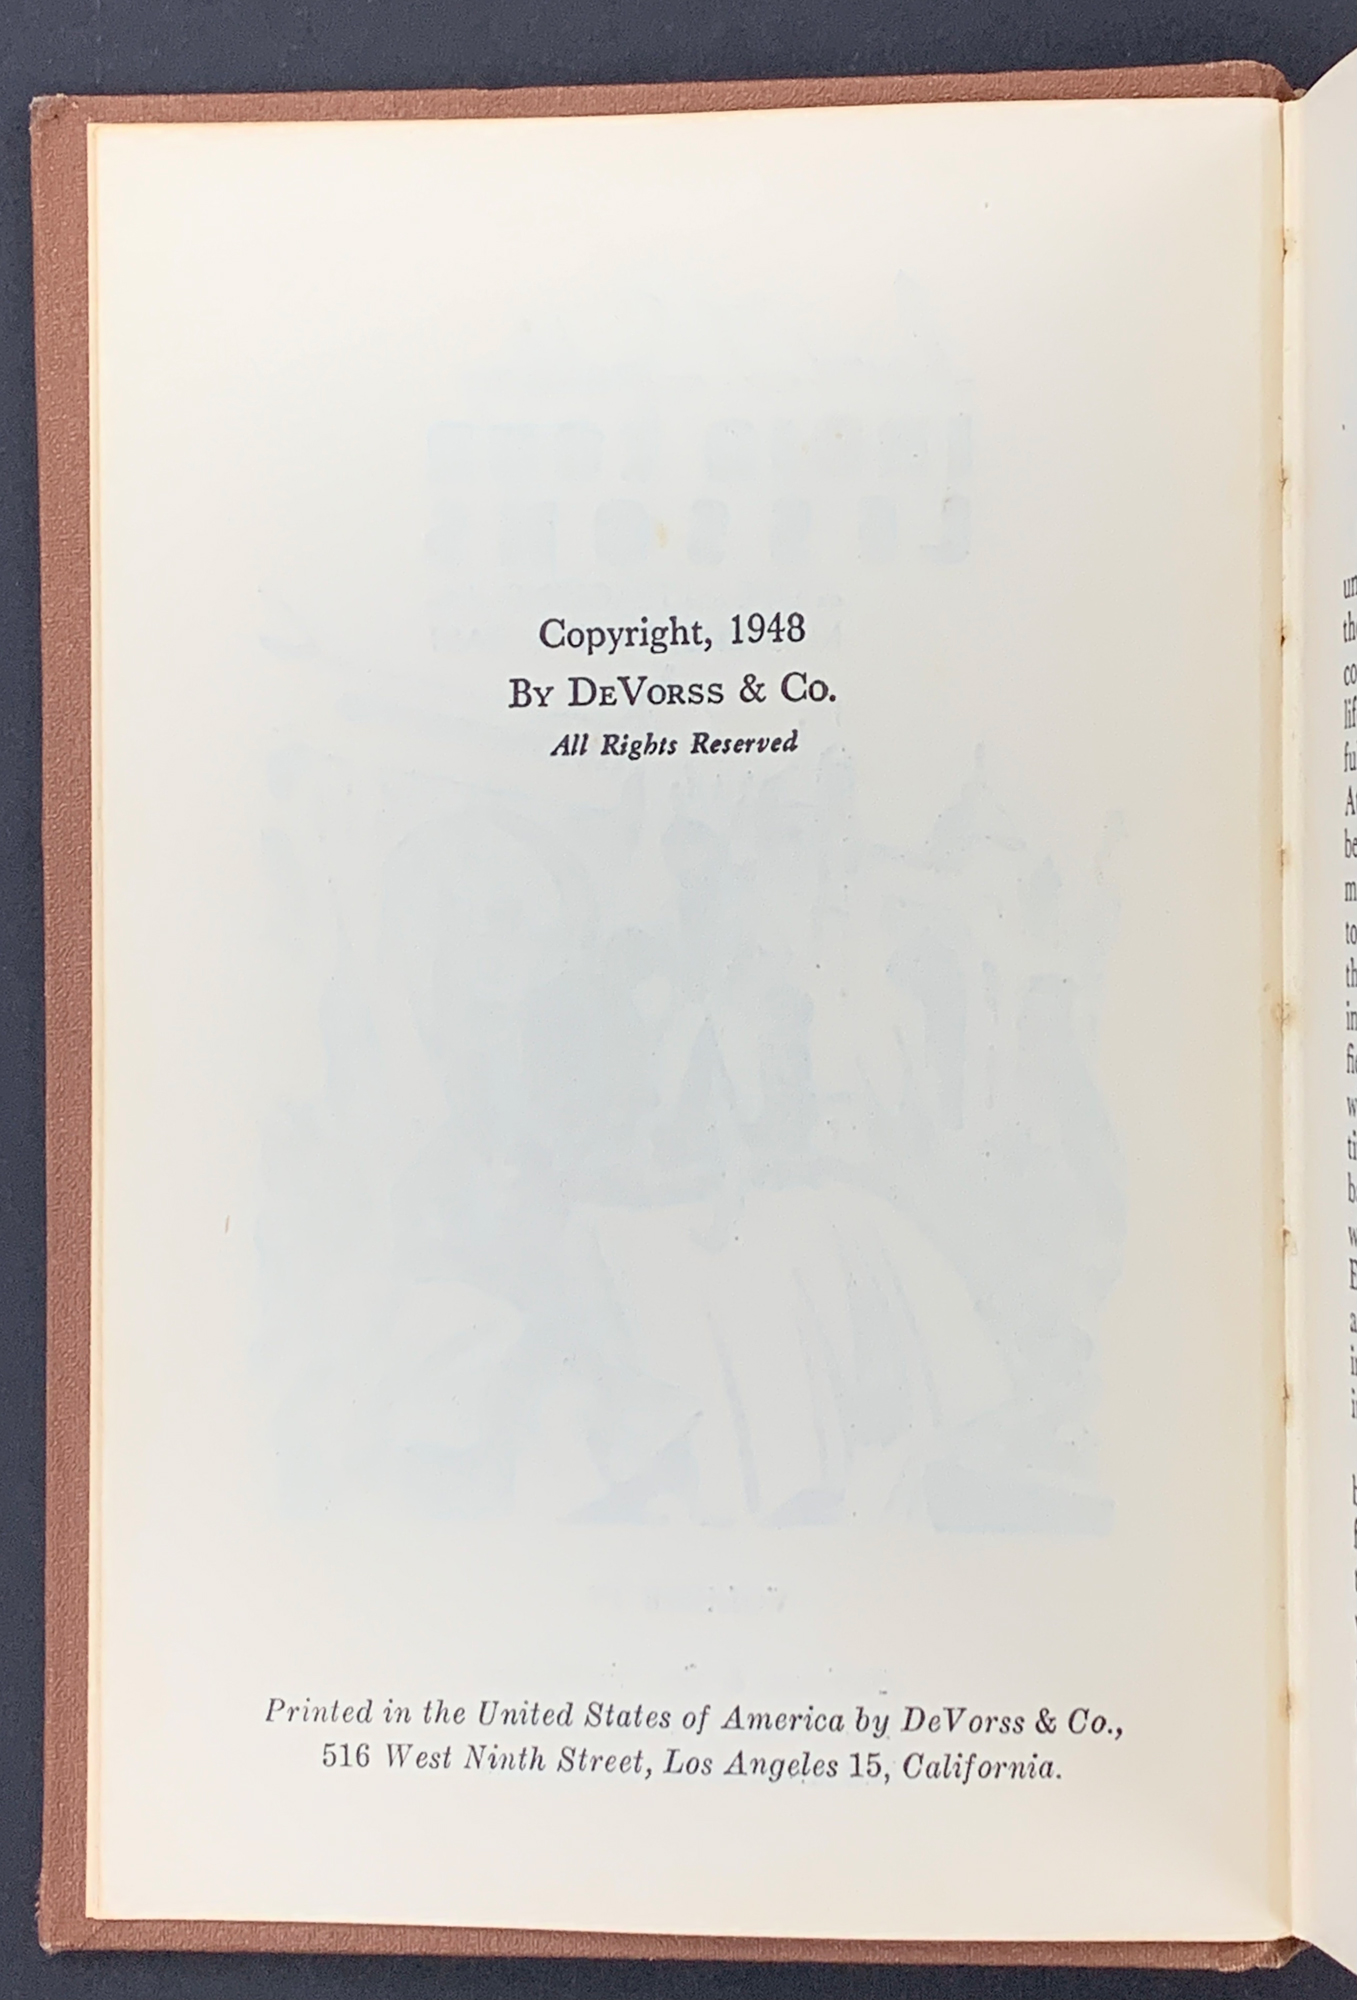 Copyright, 1948
By DeVorss & Co.
All Rights Reserved
Printed in the United States of America by DeVorss & Co.,
516 West Ninth Street, Los Angeles 15, California.